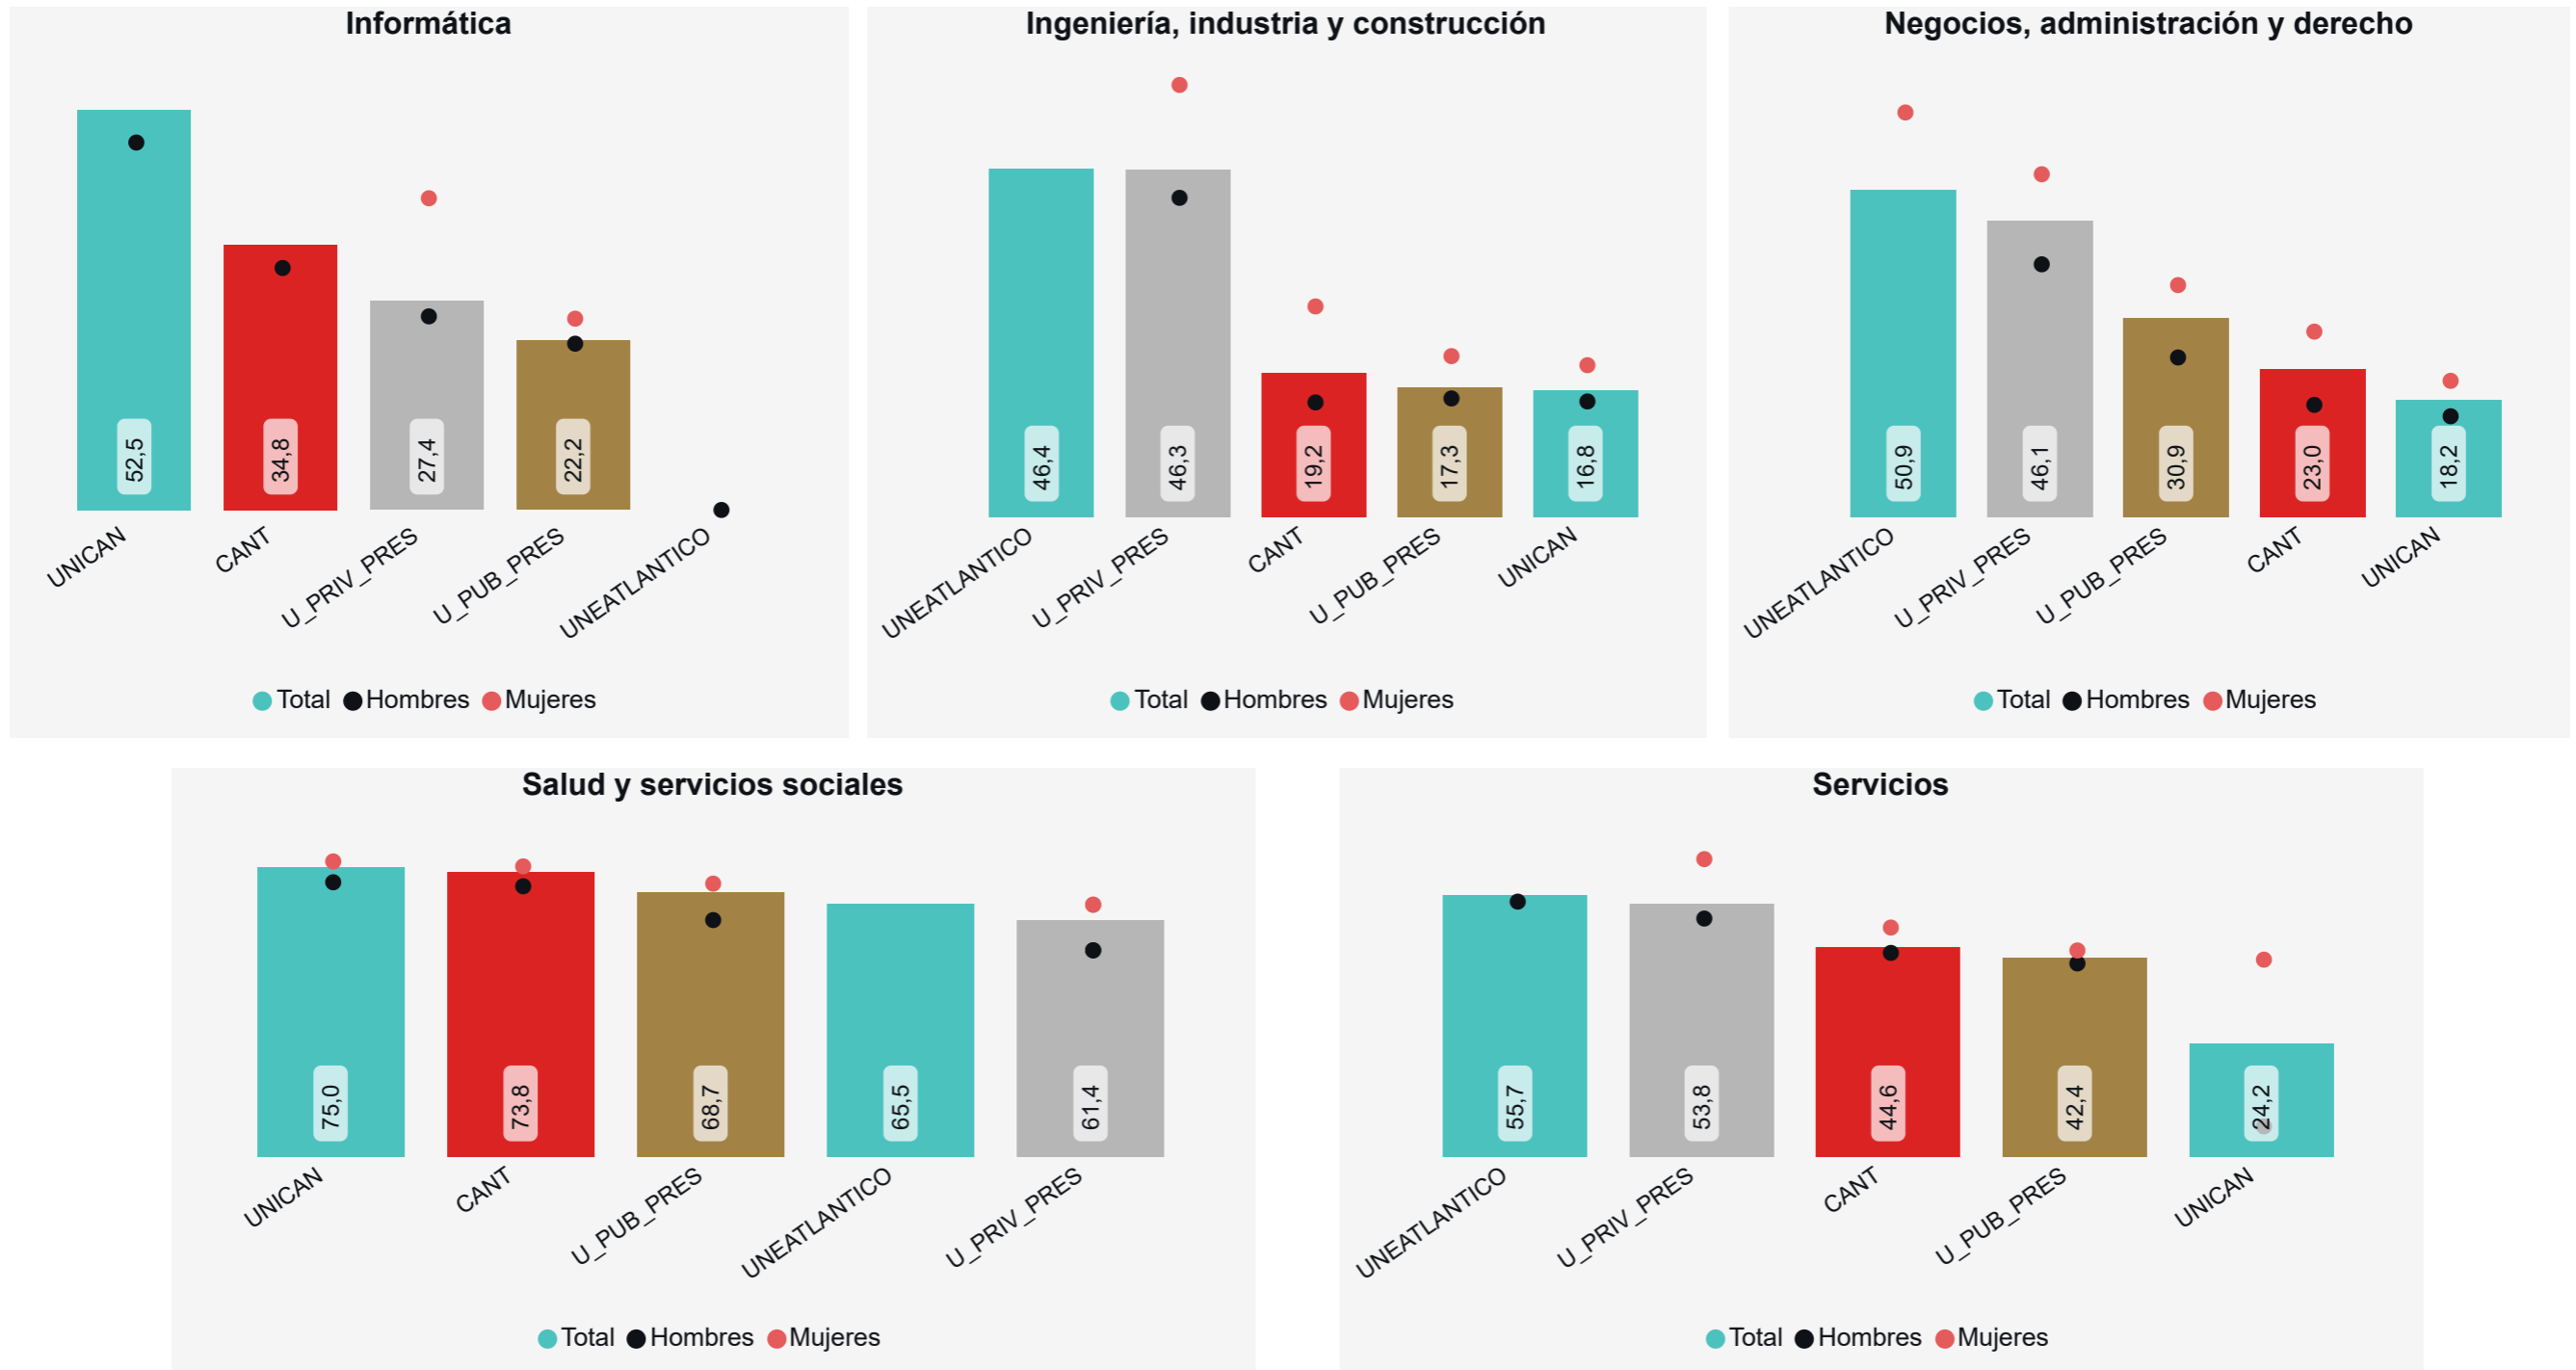 Informática
52,5
34,8
27,4
22,2
UNICAN
CANT
U_PRIV_PRES
U_PUB_PRES
UNEATLANTICO
Total Hombres Mujeres
Ingeniería, industria y construcción
46,4
46,3
19,2
17,3
16,8
UNEATLANTICO
U_PRIV_PRES
CANT
U_PUB_PRES
UNICAN
Total Hombres Mujeres
Negocios, administración y derecho
50,9
46,1
30,9
23,0
18,2
UNEATLANTICO
U_PRIV_PRES
U_PUB_PRES
CANT
UNICAN
Total Hombres Mujeres
Salud y servicios sociales
75,0
73,8
68,7
65,5
61,4
UNICAN
CANT
U_PUB_PRES
UNEATLANTICO
U_PRIV_PRES
Total Hombres Mujeres
Servicios
55,7
53,8
44,6
42,4
24,2
UNEATLANTICO
U_PRIV_PRES
CANT
U_PUB_PRES
UNICAN
Total Hombres Mujeres